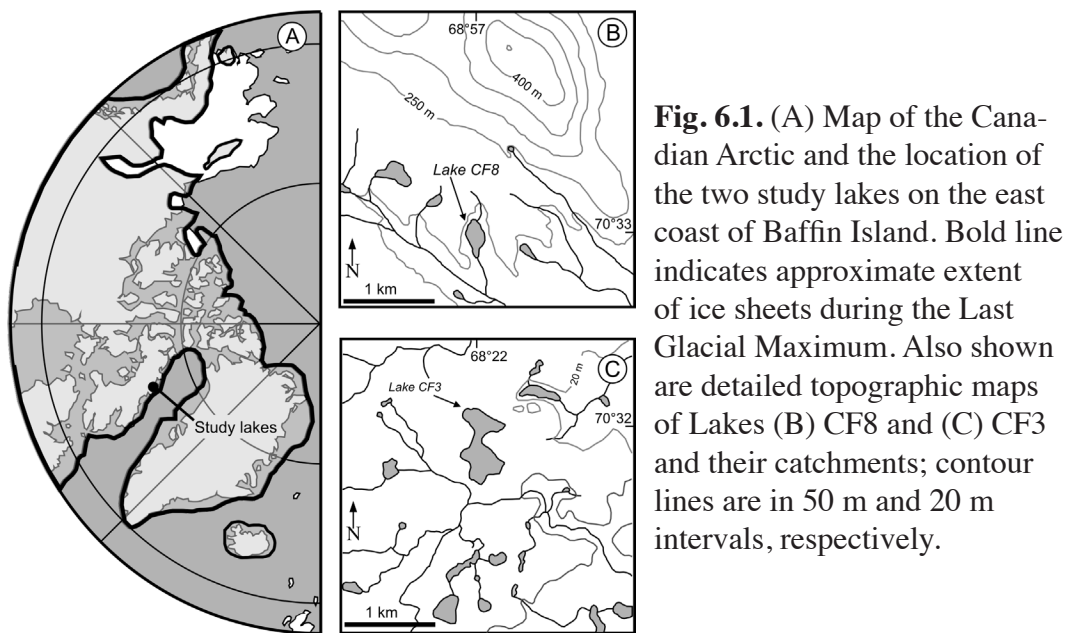 A
Study lakes
B
68°57
400 m
250 m
Lake CF8
70°33
N
1 km
C
68°22
20 m
Lake CF3
70°32
N
1 km
Fig. 6.1. (A) Map of the Cana-
dian Arctic and the location of
the two study lakes on the east
coast of Baffin Island. Bold line
indicates approximate extent
of ice sheets during the Last
Glacial Maximum. Also shown
are detailed topographic maps
of Lakes (B) CF8 and (C) CF3
and their catchments; contour
lines are in 50 m and 20 m
intervals, respectively.